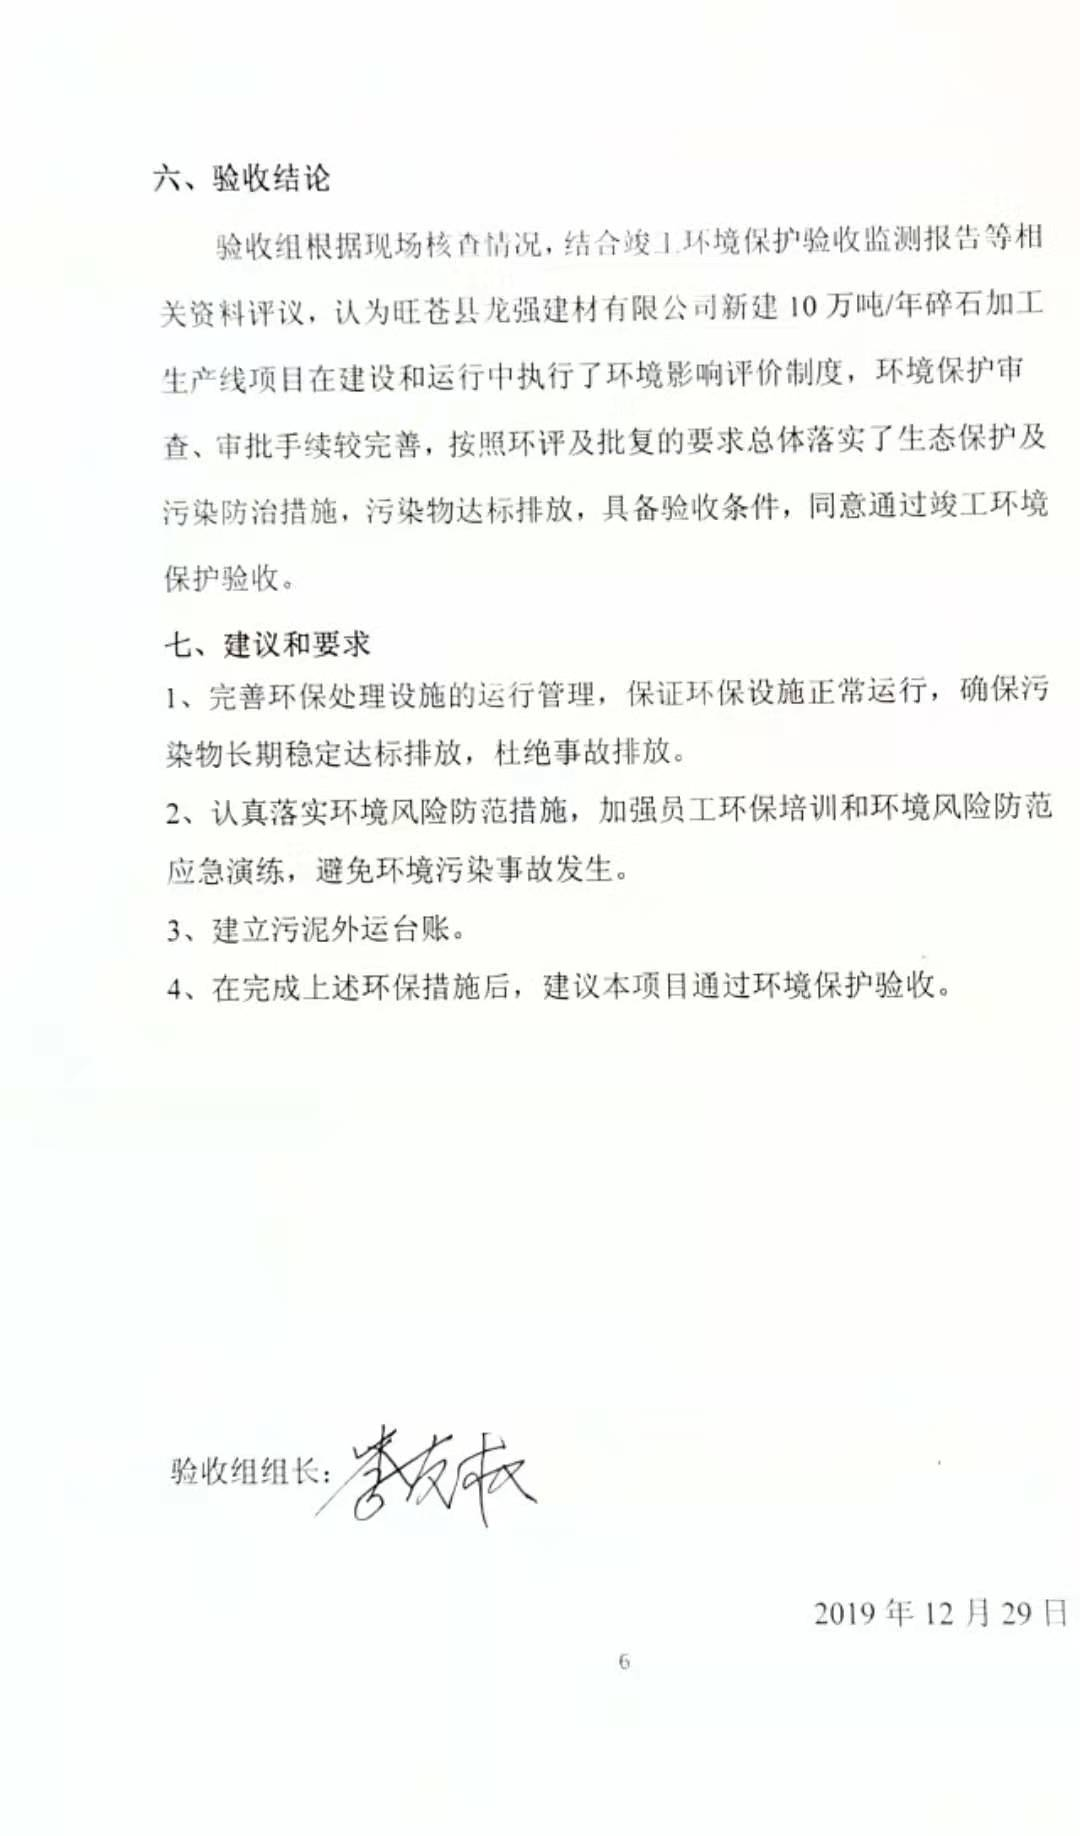 六、验收结论
验收组根据现场核查情况，结合竣工环境保护验收监测报告等相
关资料评议，认为旺苍县龙强建材有限公司新建 10 万吨/年碎石加工
生产线项目在建设和运行中执行了环境影响评价制度，环境保护审
查、审批手续较完善，按照环评及批复的要求总体落实了生态保护及
污染防治措施，污染物达标排放，具备验收条件，同意通过竣工环境
保护验收。
七、建议和要求
1、完善环保处理设施的运行管理，保证环保设施正常运行，确保污
染物长期稳定达标排放，杜绝事故排放。
2、认真落实环境风险防范措施，加强员工环保培训和环境风险防范
应急演练，避免环境污染事故发生。
3、建立污泥外运台账。
4、在完成上述环保措施后，建议本项目通过环境保护验收。
验收组组长：
2019 年 12 月 29 日
6